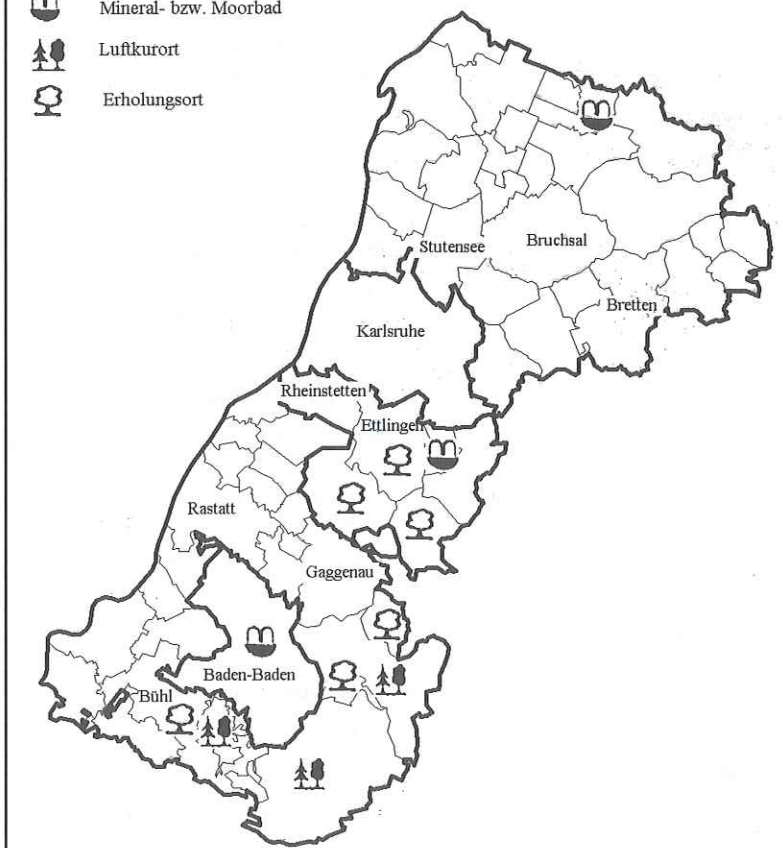 Mineral- bzw. Moorbad
Luftkurort
Erholungsort
Stutensee
Bruchsal
Bretten
Karlsruhe
Rheinstetten
Ettlingen
Rastatt
Gaggenau
Baden-Baden
Bühl